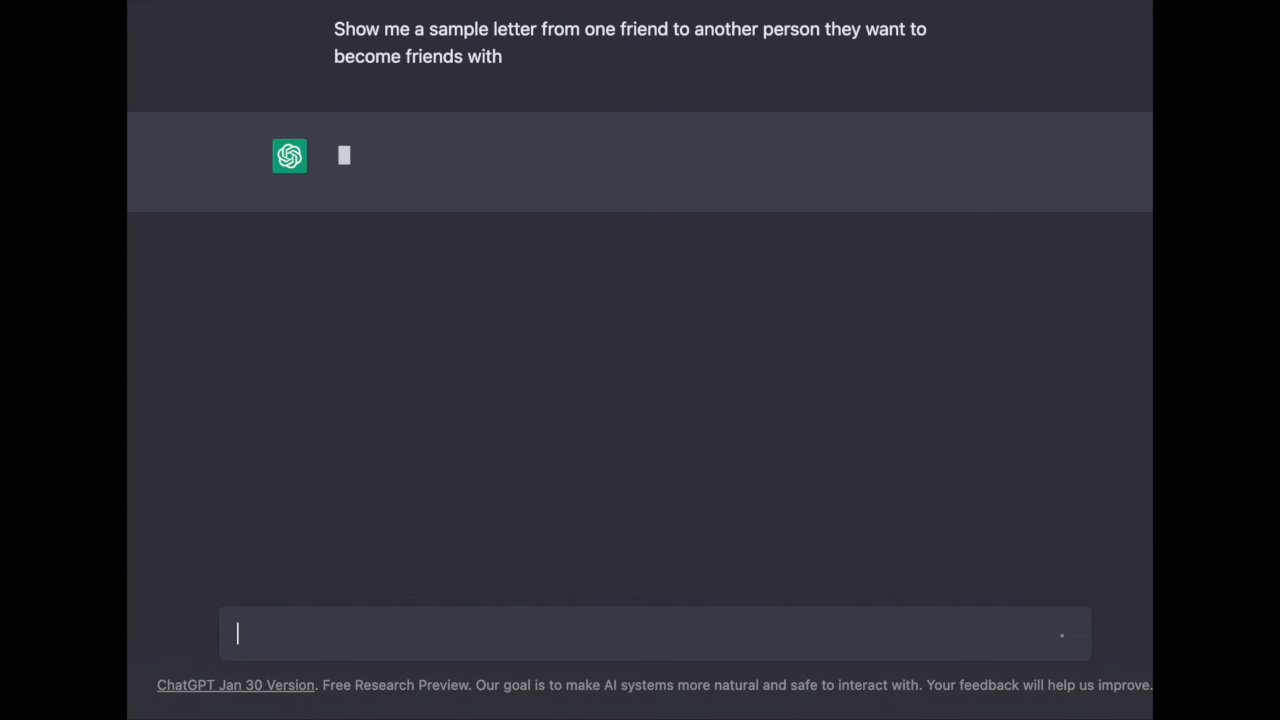 Show me a sample letter from one friend to another person they want to
become friends with
ChatGPT Jan 30 Version. Free Research Preview. Our goal is to make AI systems more natural and safe to interact with. Your feedback will help us improve.